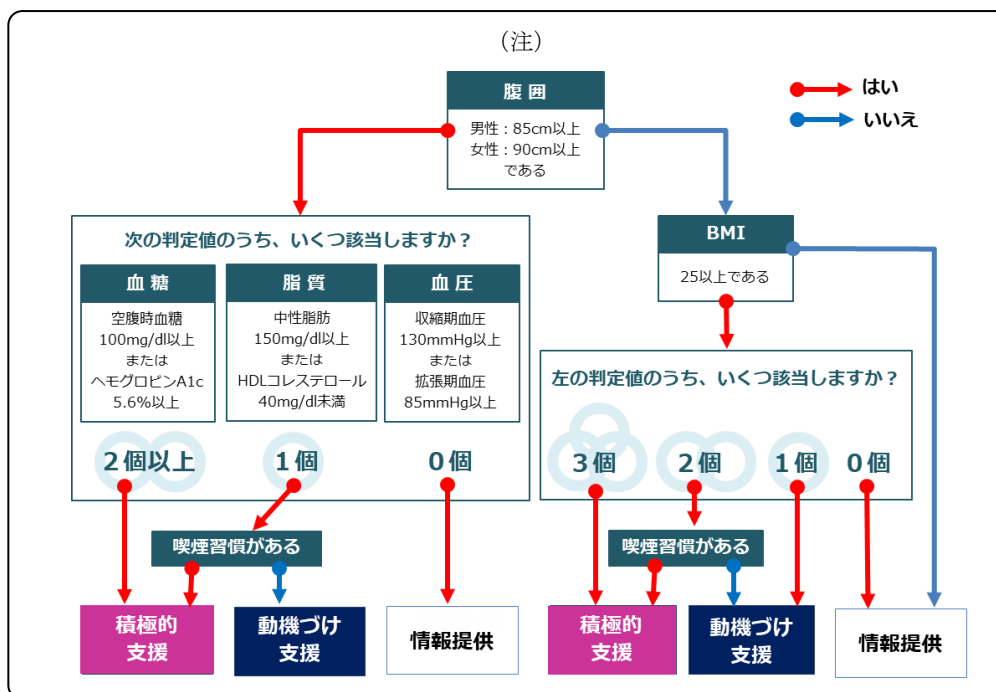 （注）
腹 囲
男性：85cm以上
女性：90cm以上
である
はい
いいえ
次の判定値のうち、いくつ該当しますか？
血 糖
空腹時血糖
100mg/dl以上
または
ヘモグロビンA1c
5.6%以上
脂 質
中性脂肪
150mg/dl以上
または
HDLコレステロール
40mg/dl未満
血 圧
収縮期血圧
130mmHg以上
または
拡張期血圧
85mmHg以上
２個以上
１個
０個
喫煙習慣がある
積極的
支援
動機づけ
支援
情報提供
BMI
25以上である
左の判定値のうち、いくつ該当しますか？
３個
２個
１個
０個
喫煙習慣がある
積極的
支援
動機づけ
支援
情報提供